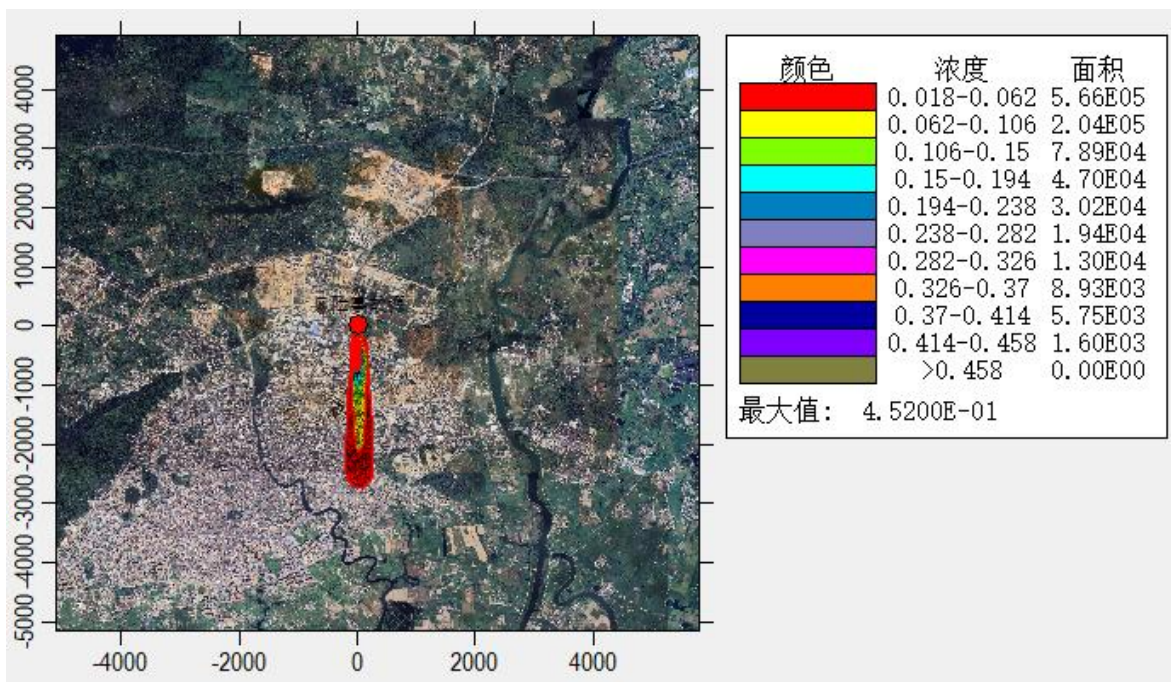 颜色 浓度 面积
0.018-0.062 5.66E05
0.062-0.106 2.04E05
0.106-0.15 7.89E04
0.15-0.194 4.70E04
0.194-0.238 3.02E04
0.238-0.282 1.94E04
0.282-0.326 1.30E04
0.326-0.37 8.93E03
0.37-0.414 5.75E03
0.414-0.458 1.60E03
>0.458 0.00E00
最大值: 4.5200E-01
4000
3000
2000
1000
0
-1000
-2000
-3000
-4000
-5000
-4000 -2000 0 2000 4000